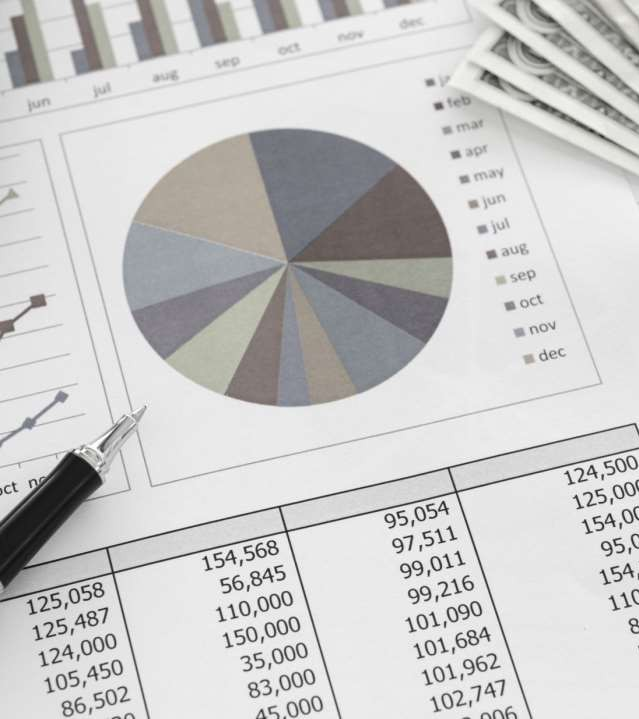 jun jul aug sep oct nov dec
feb
mar
apr
may
jun
jul
aug
sep
oct
nov
dec
oct
125,058
125,487
124,000
105,450
86,502
154,568
56,845
110,000
150,000
35,000
83,000
45,000
95,054
97,511
99,011
99,216
101,090
101,684
101,962
102,747
124,500